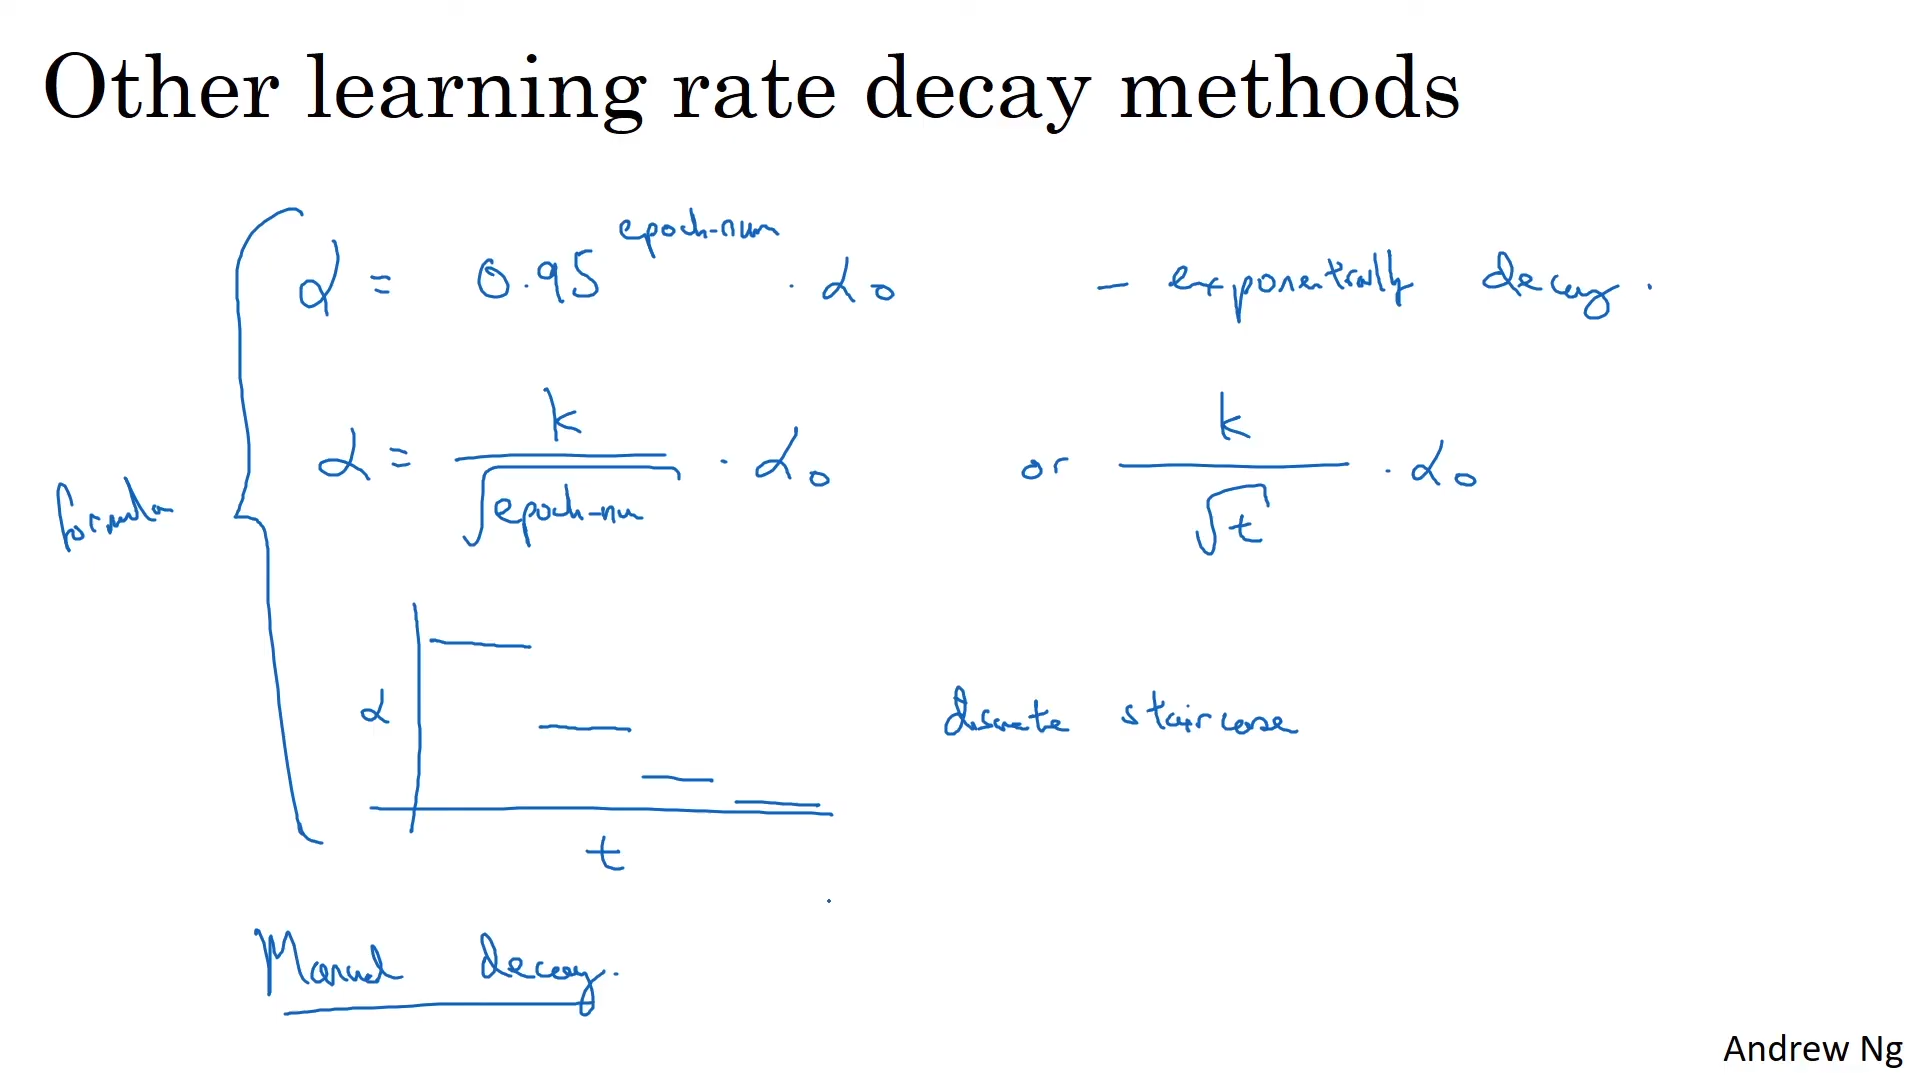 Other learning rate decay methods
α = 0.95^epoch-num · α₀ - exponentially decay.
α = k/√epoch-num · α₀ or k/√t · α₀
formula
α
discrete staircase
t
Manual decay.
Andrew Ng